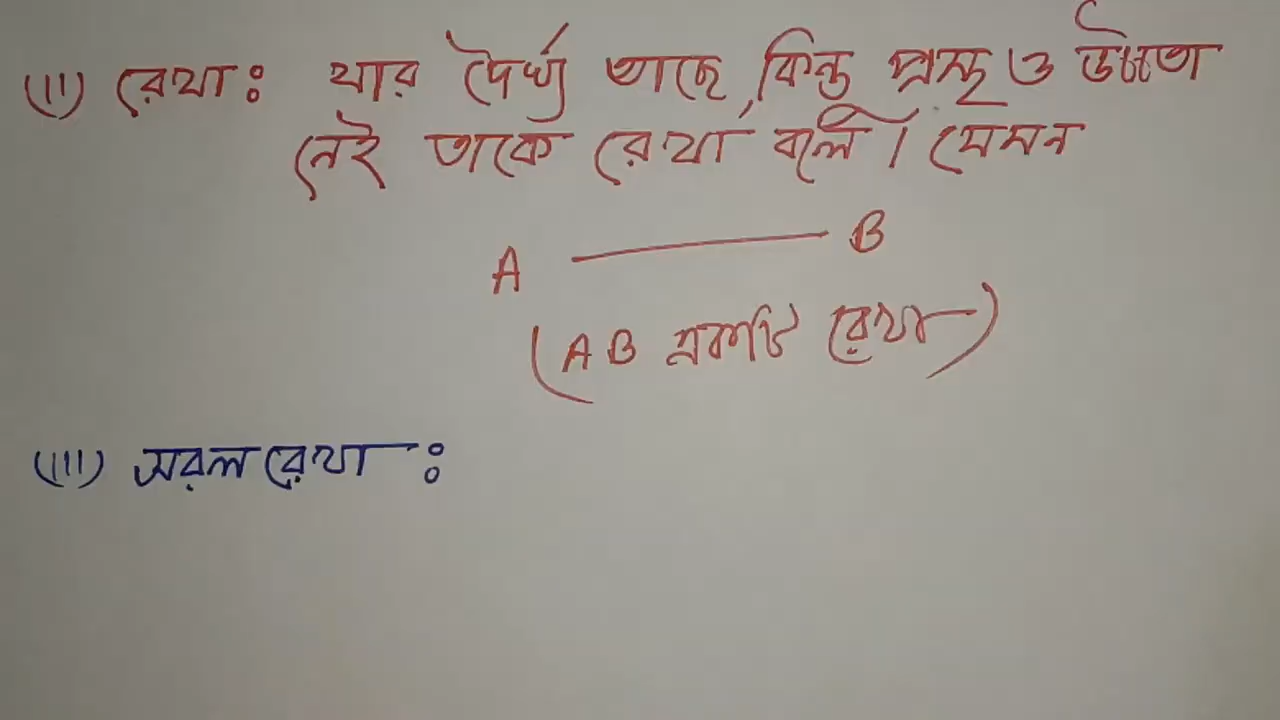 (ii) রেখা: যার দৈর্ঘ্য আছে, কিন্তু প্রস্থ ও উচ্চতা
নেই তাকে রেখা বলে। যেমন
A B
(AB একটি রেখা)
(iii) সরলরেখা: